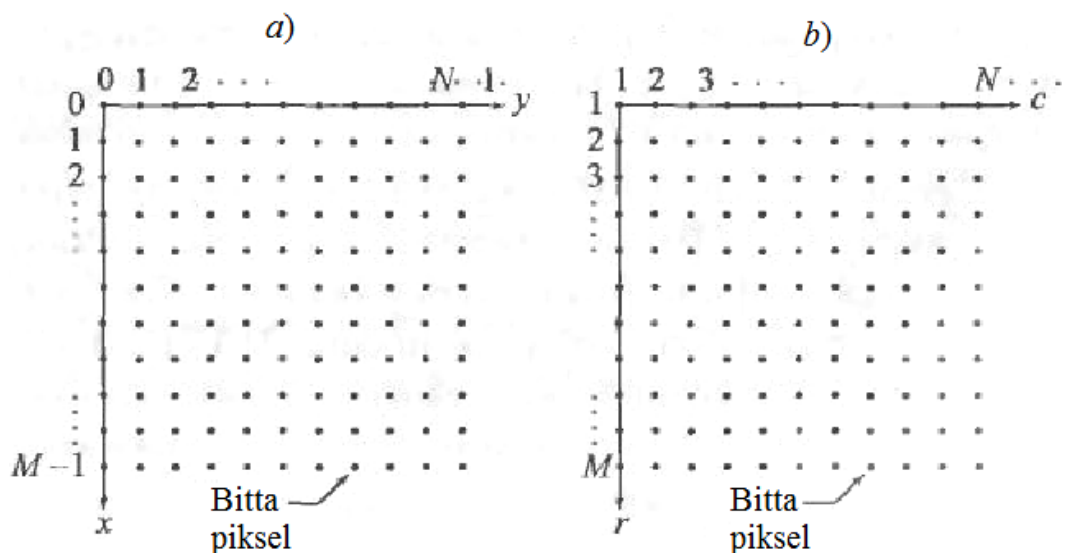 a)
0 1 2 . . . . N – 1 . .
0 y
1
2
M –1
x
Bitta
piksel
b)
1 2 3 . . . . N . . . .
1 c
2
3
M
r
Bitta
piksel